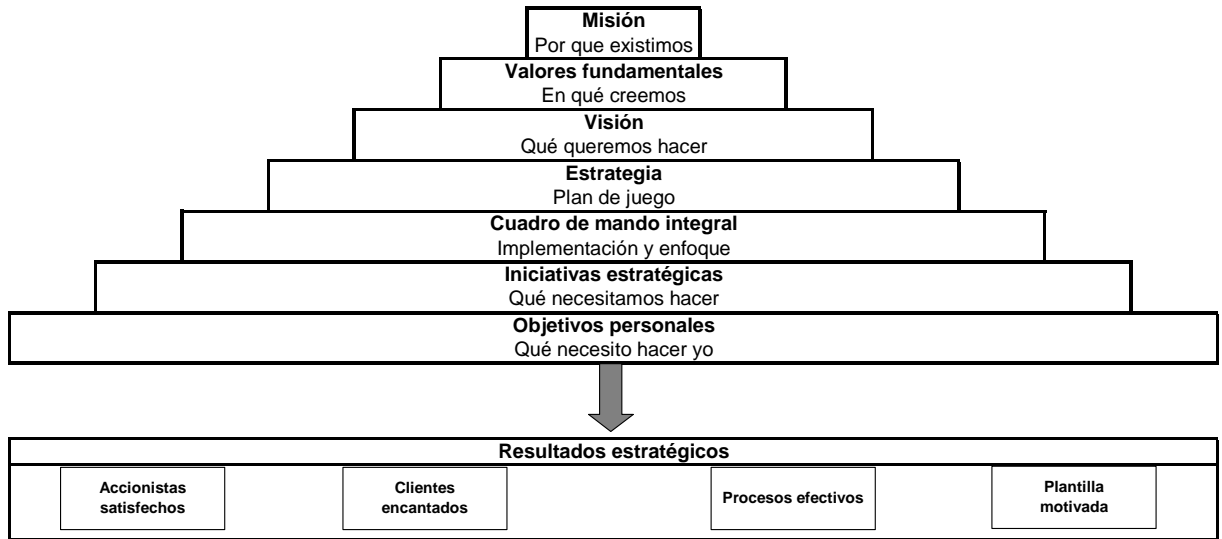 Misión
Por que existimos
Valores fundamentales
En qué creemos
Visión
Qué queremos hacer
Estrategia
Plan de juego
Cuadro de mando integral
Implementación y enfoque
Iniciativas estratégicas
Qué necesitamos hacer
Objetivos personales
Qué necesito hacer yo
Resultados estratégicos
Accionistas
satisfechos
Clientes
encantados
Procesos efectivos
Plantilla
motivada